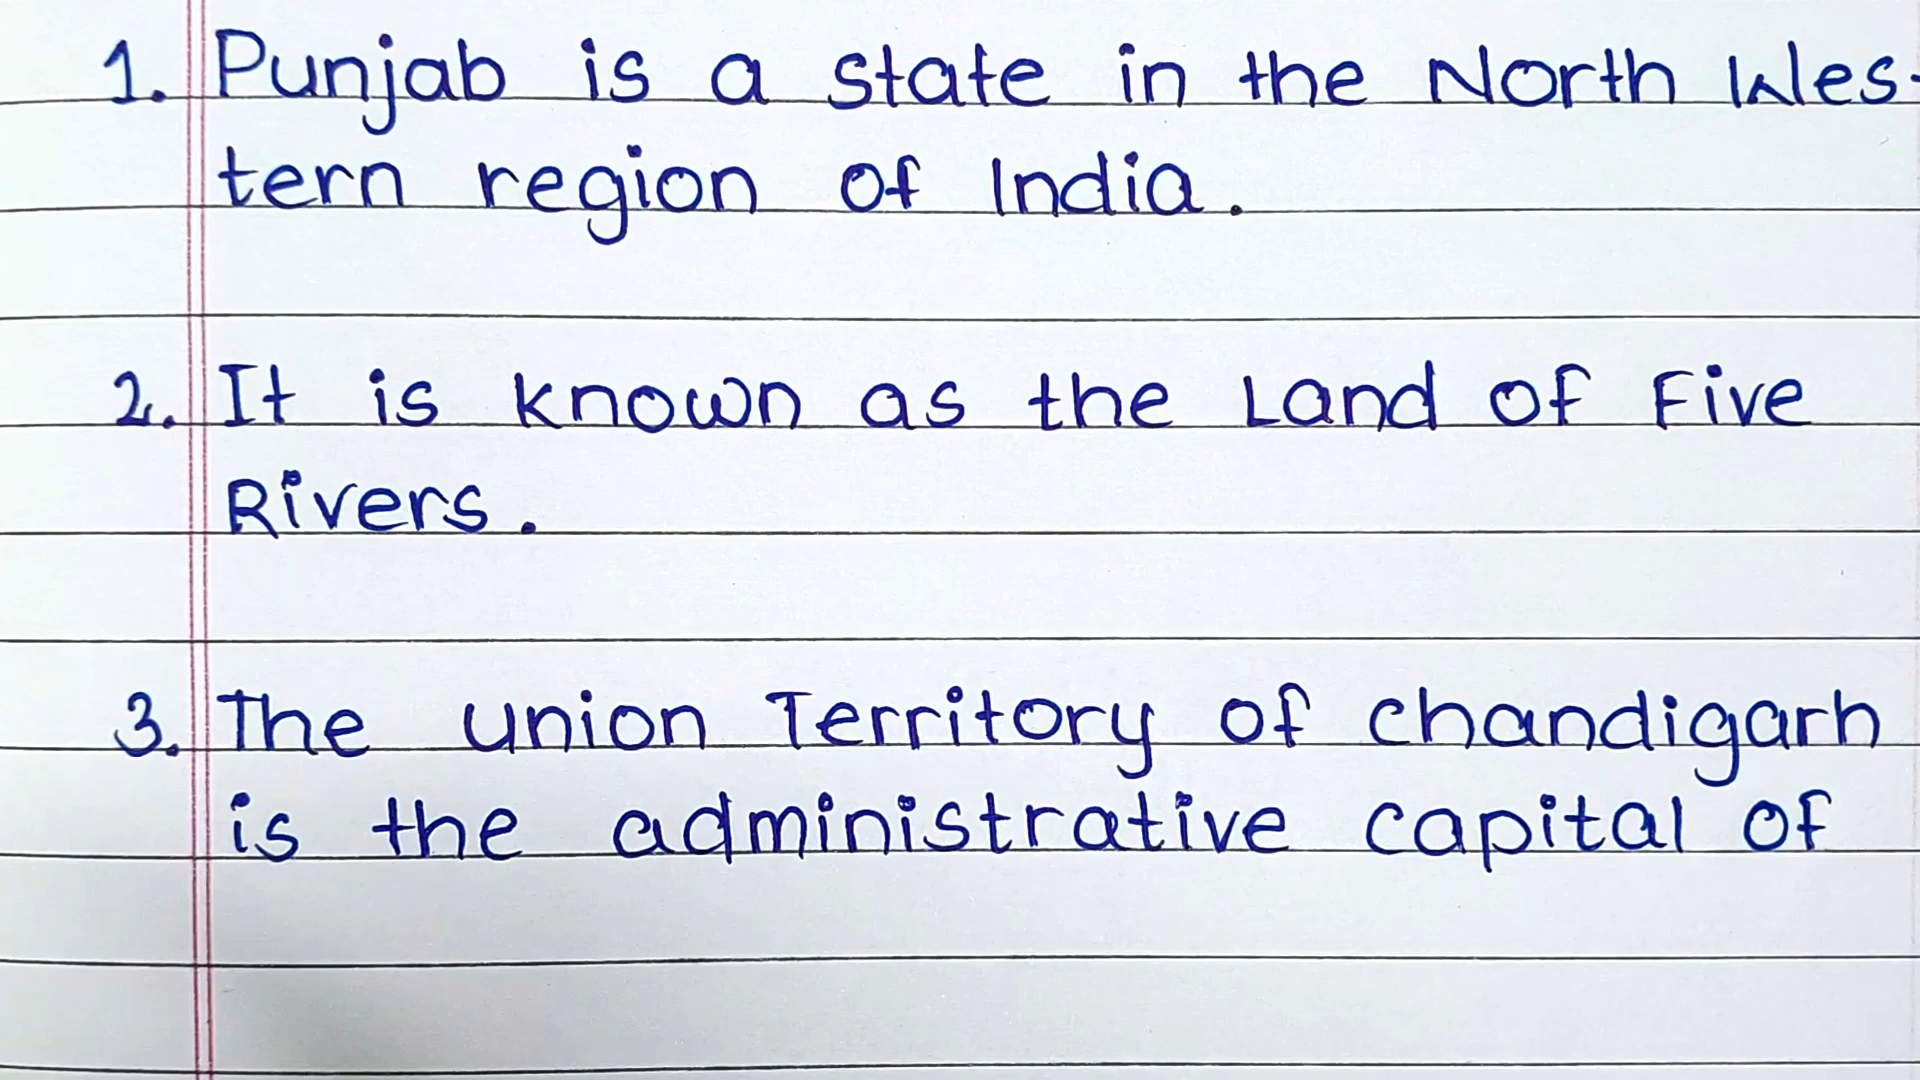 1. Punjab is a state in the North Wes-
tern region of India.
2. It is known as the Land of Five
Rivers.
3. The union Territory of chandigarh
is the administrative capital of